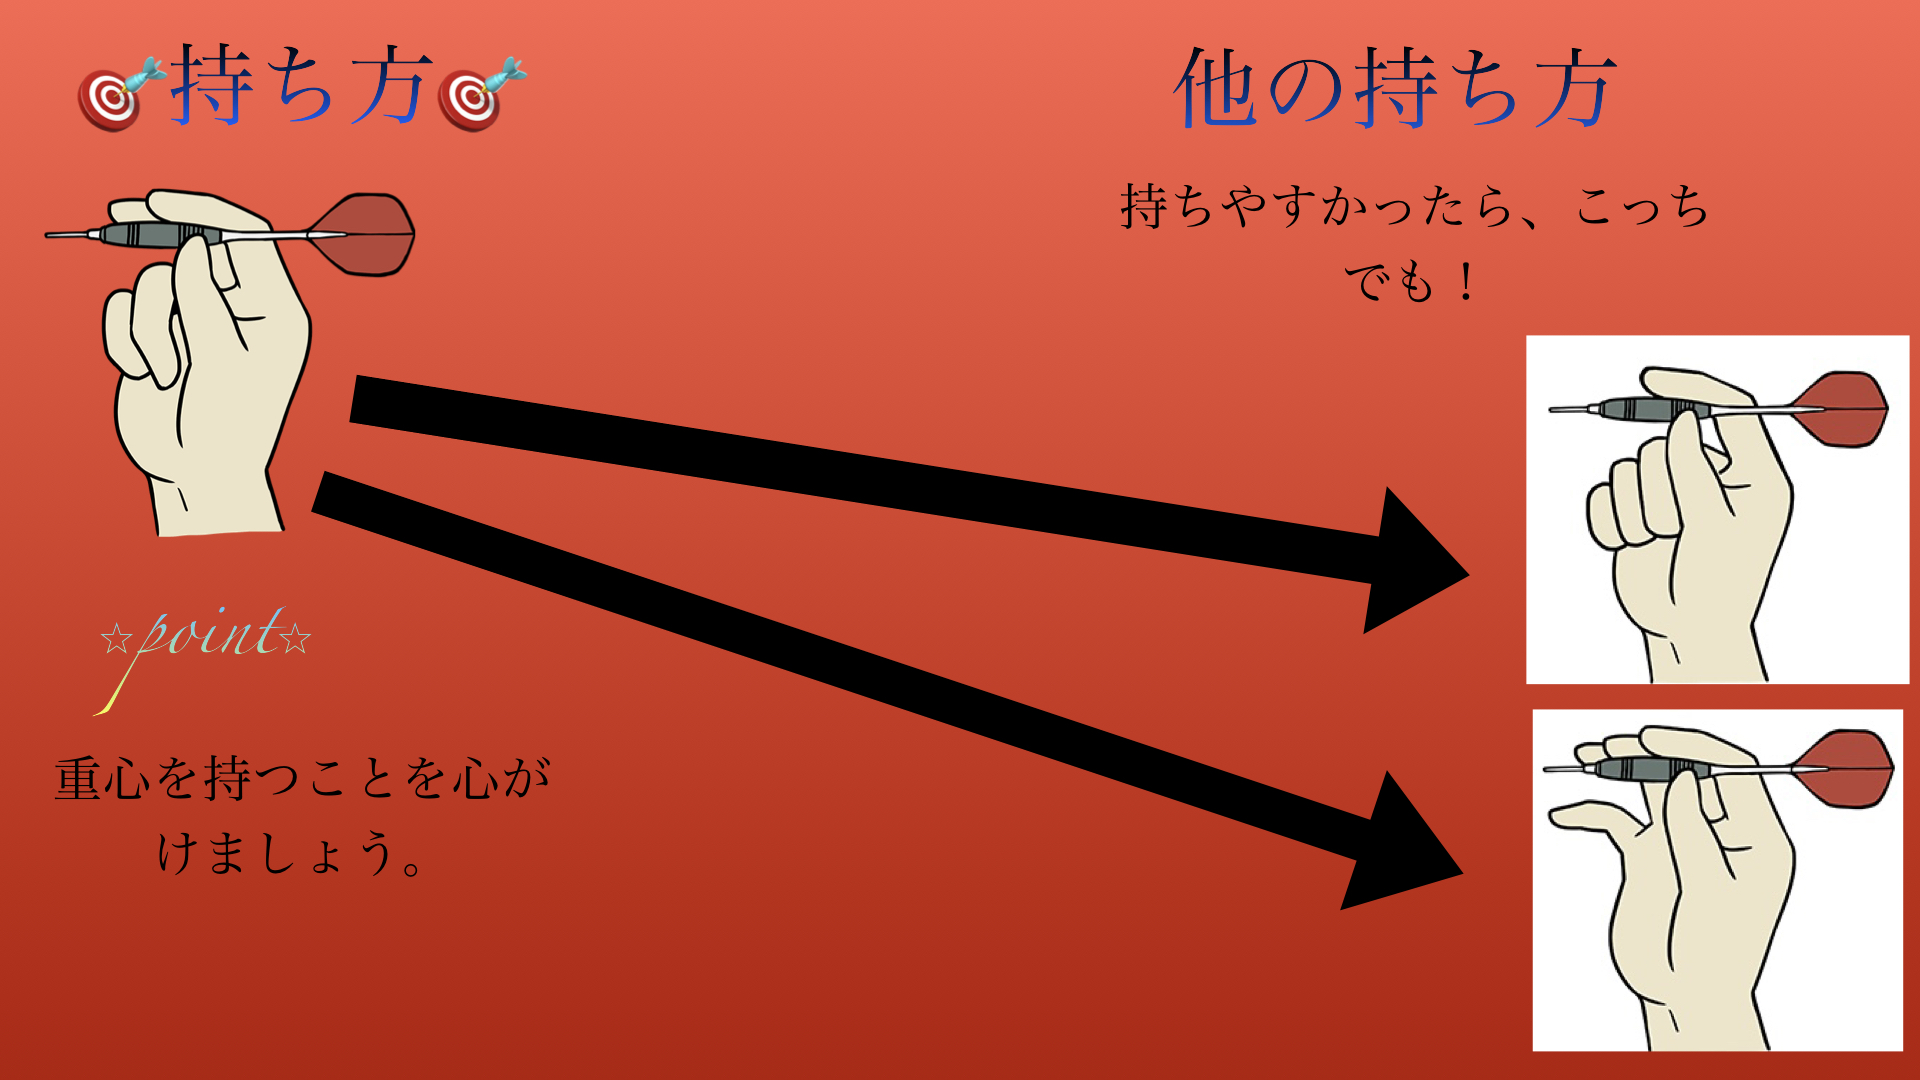 🎯持ち方🎯
☆point☆
重心を持つことを心が
けましょう。
他の持ち方
持ちやすかったら、こっち
でも！